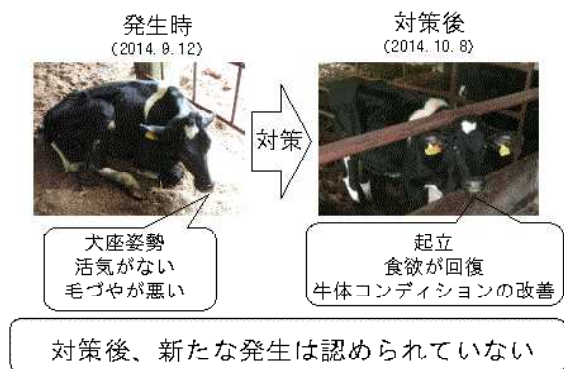 発生時
(2014.9.12)
対策後
(2014.10.8)
対策
犬座姿勢
活気がない
毛づやが悪い
起立
食欲が回復
牛体コンディションの改善
対策後、新たな発生は認められていない